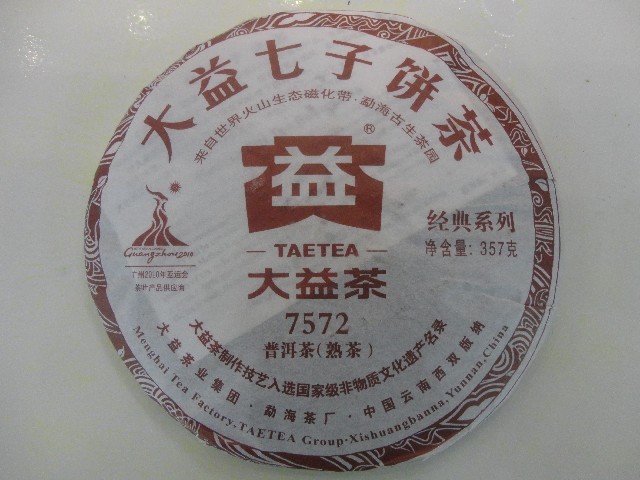 大益七子饼茶
来自世界火山生态磁化带·勐海古生茶园
®
益
TAETEA
大益茶
7572
普洱茶(熟茶)
经典系列
净含量: 357克
Guangzhou2010
广州2010年亚运会
茶叶产品供应商
大益茶制作技艺入选国家级非物质文化遗产名录
大益茶业集团·勐海茶厂·中国云南西双版纳
Menghai Tea Factory·TAETEA Group·Xishuangbanna,Yunnan,China